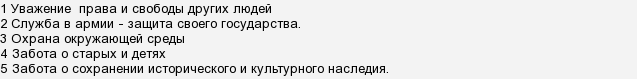 1 Уважение  права и свободы других людей
2 Служба в армии – защита своего государства.
3 Охрана окружающей среды
4 Забота о старых и детях
5 Забота о сохранении исторического и культурного наследия.